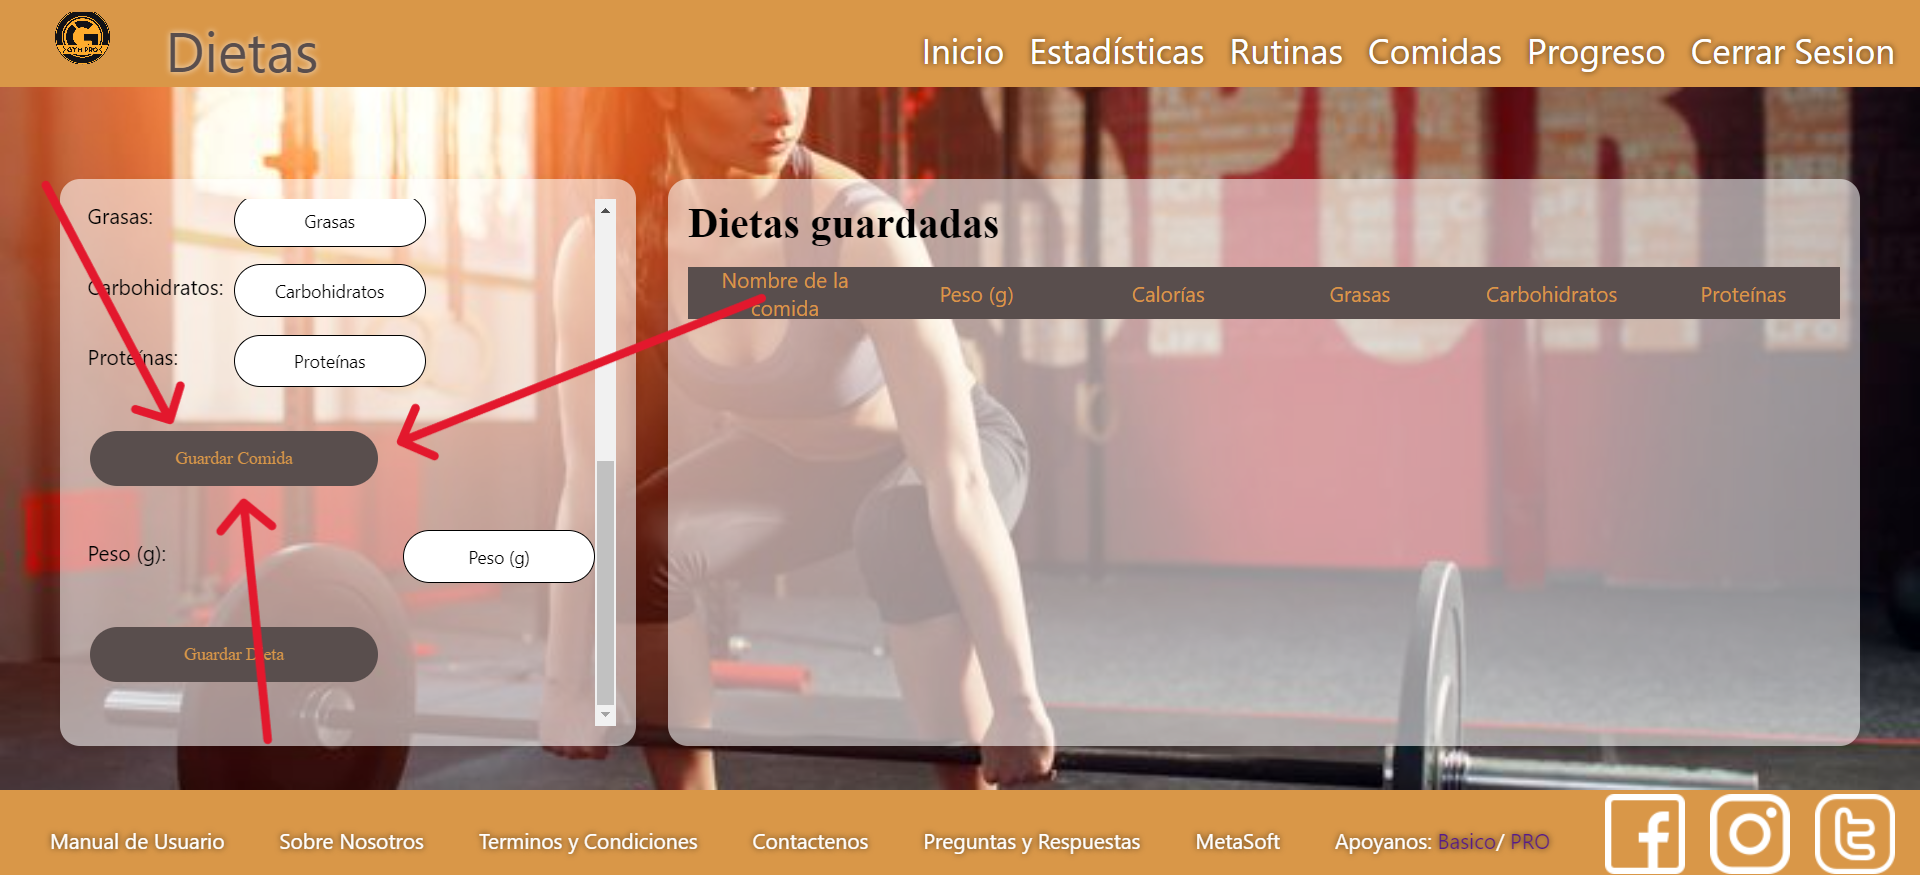 GYM PRO
Dietas
Inicio Estadísticas Rutinas Comidas Progreso Cerrar Sesion
Grasas: Grasas
Carbohidratos: Carbohidratos
Proteínas: Proteínas
Guardar Comida
Peso (g): Peso (g)
Guardar Dieta
Dietas guardadas
Nombre de la comida Peso (g) Calorías Grasas Carbohidratos Proteínas
Manual de Usuario Sobre Nosotros Terminos y Condiciones Contactenos Preguntas y Respuestas MetaSoft Apoyanos: Basico/ PRO